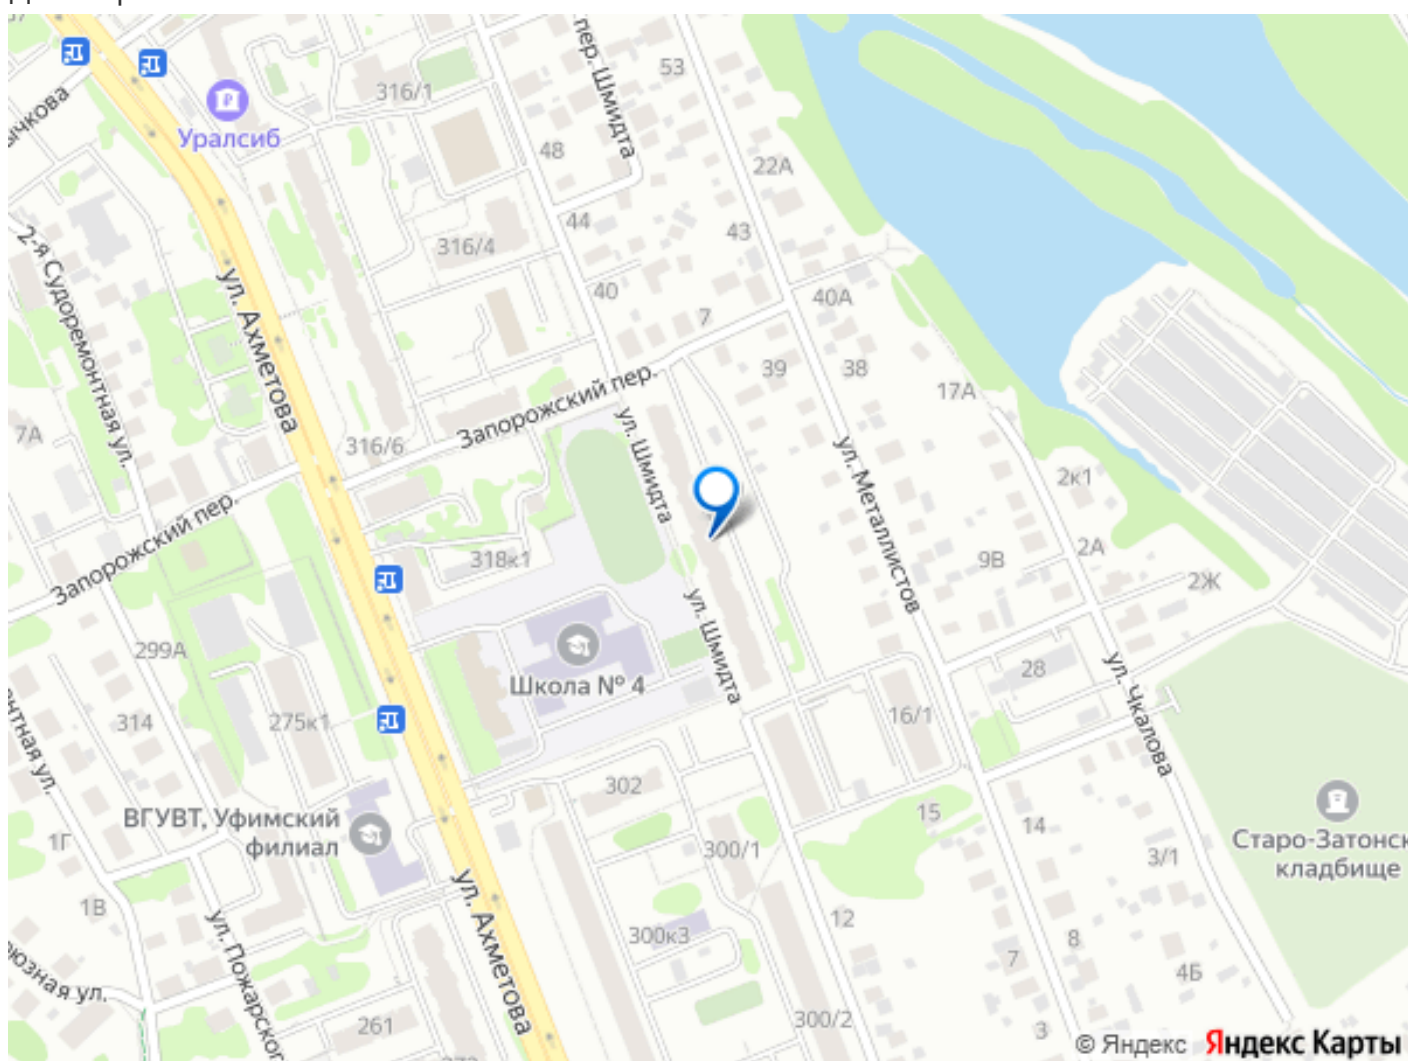 53
316/1
пер. Шмидта
Уралсиб
48
22А
44
43
316/4
2-я Судоремонтная ул.
ул. Ахметова
40
40А
7
39
38
17А
Запорожский пер.
7А
316/6
ул. Шмидта
ул. Металлистов
2к1
Запорожский пер.
318к1
9В
2А
2Ж
ул. Шмидта
299А
Школа № 4
28
ул. Чкалова
314
275к1
16/1
302
ВГУВТ, Уфимский
филиал
15
14
1Г
300/1
3/1
Старо-Затонск
кладбище
ул. Ахметова
1В
ул. Пожарског
12
300к3
8
7
4Б
261
300/2
3
© Яндекс Яндекс Карты